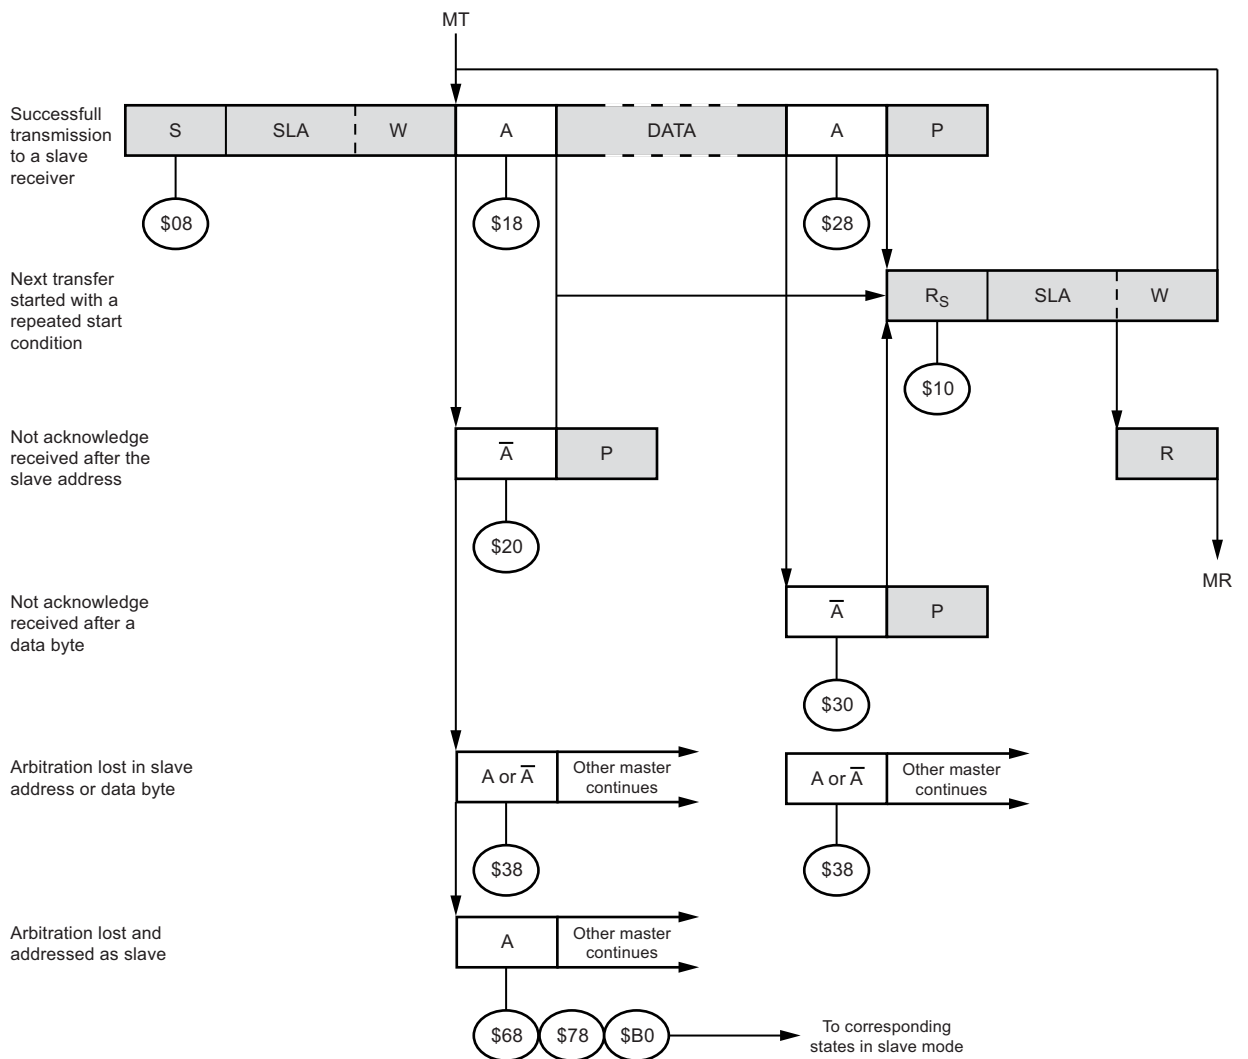 MT
Successfull
transmission
to a slave
receiver
S SLA W A DATA A P
$08 $18 $28
Next transfer
started with a
repeated start
condition
RS SLA W
$10
Not acknowledge
received after the
slave address
A̅ P R
$20
MR
Not acknowledge
received after a
data byte
A̅ P
$30
Arbitration lost in slave
address or data byte
A or A̅ Other master
continues
A or A̅ Other master
continues
$38 $38
Arbitration lost and
addressed as slave
A Other master
continues
$68 $78 $B0 To corresponding
states in slave mode